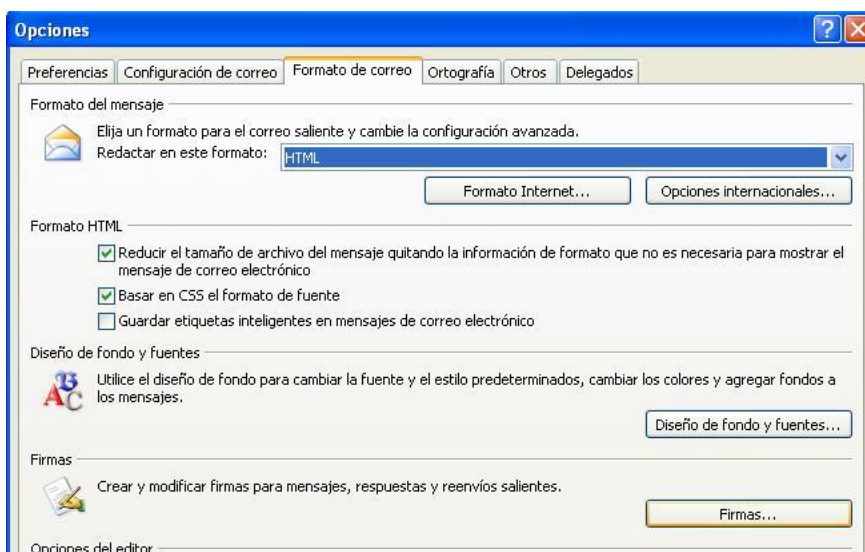 Opciones
Preferencias Configuración de correo Formato de correo Ortografía Otros Delegados
Formato del mensaje
Elija un formato para el correo saliente y cambie la configuración avanzada.
Redactar en este formato: HTML
Formato Internet... Opciones internacionales...
Formato HTML
Reducir el tamaño de archivo del mensaje quitando la información de formato que no es necesaria para mostrar el
mensaje de correo electrónico
Basar en CSS el formato de fuente
Guardar etiquetas inteligentes en mensajes de correo electrónico
Diseño de fondo y fuentes
Utilice el diseño de fondo para cambiar la fuente y el estilo predeterminados, cambiar los colores y agregar fondos a
los mensajes.
Diseño de fondo y fuentes...
Firmas
Crear y modificar firmas para mensajes, respuestas y reenvíos salientes.
Firmas...
Opciones del editor